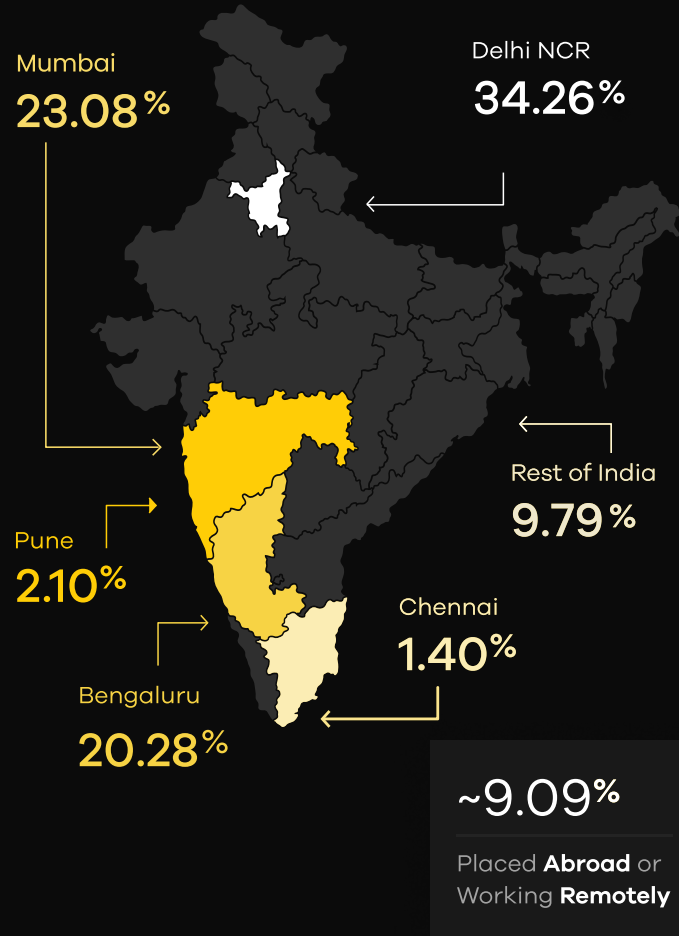 Mumbai
23.08%
Delhi NCR
34.26%
Rest of India
9.79%
Pune
2.10%
Chennai
1.40%
Bengaluru
20.28%
~9.09%
Placed Abroad or
Working Remotely